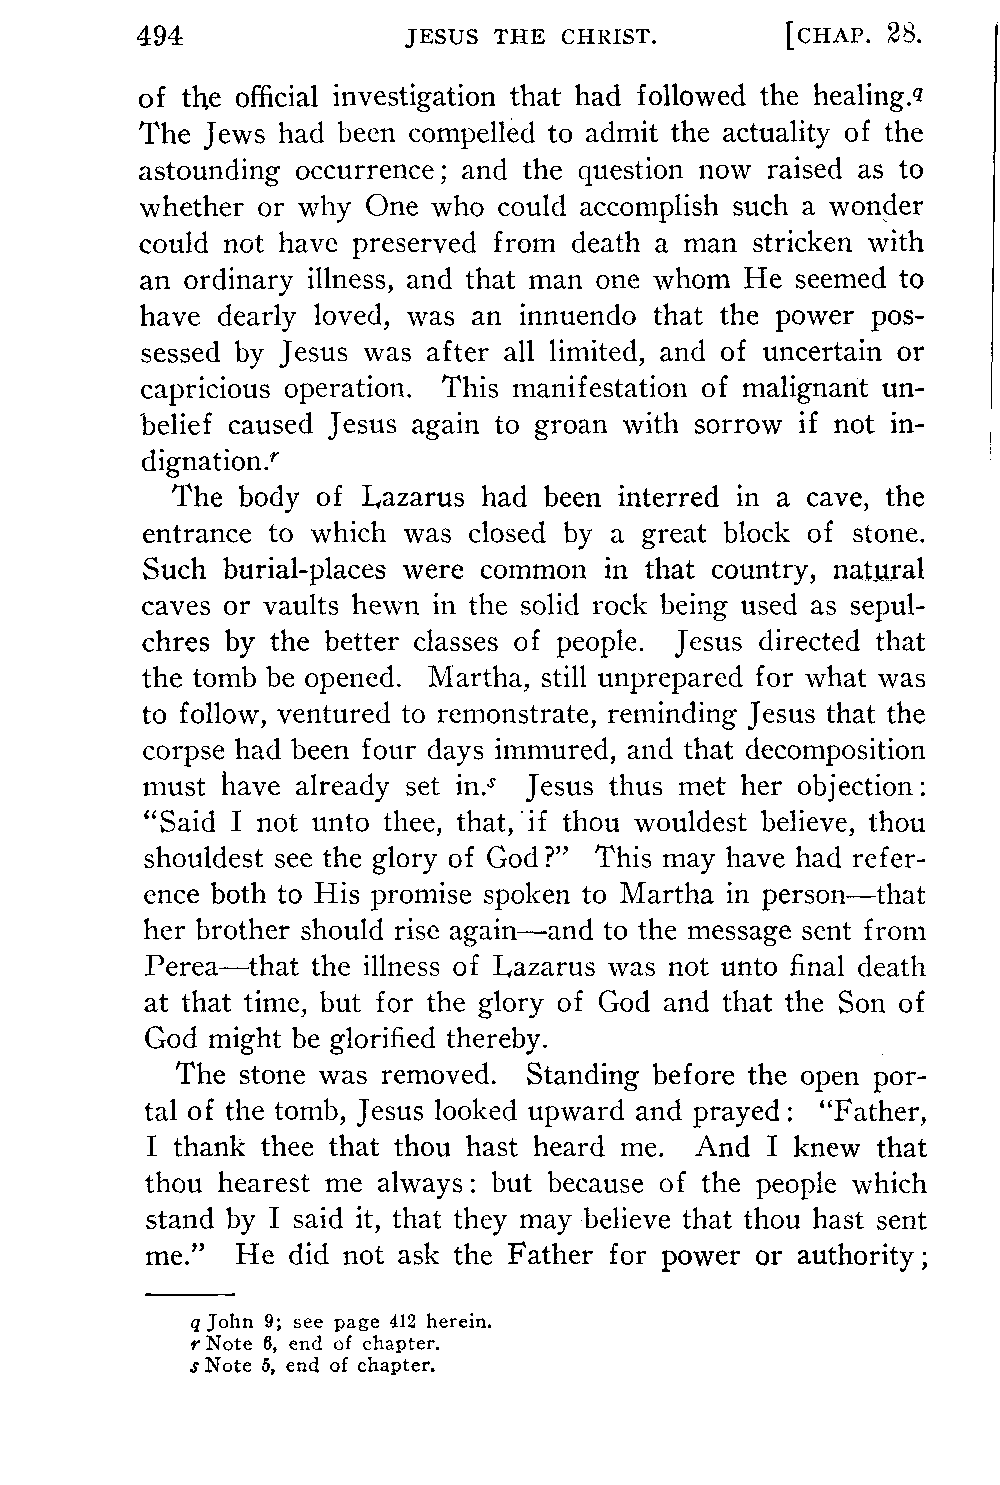 494 JESUS THE CHRIST. [CHAP. 28.
of the official investigation that had followed the healing.q
The Jews had been compelled to admit the actuality of the
astounding occurrence; and the question now raised as to
whether or why One who could accomplish such a wonder
could not have preserved from death a man stricken with
an ordinary illness, and that man one whom He seemed to
have dearly loved, was an innuendo that the power pos-
sessed by Jesus was after all limited, and of uncertain or
capricious operation. This manifestation of malignant un-
belief caused Jesus again to groan with sorrow if not in-
dignation.r
The body of Lazarus had been interred in a cave, the
entrance to which was closed by a great block of stone.
Such burial-places were common in that country, natural
caves or vaults hewn in the solid rock being used as sepul-
chres by the better classes of people. Jesus directed that
the tomb be opened. Martha, still unprepared for what was
to follow, ventured to remonstrate, reminding Jesus that the
corpse had been four days immured, and that decomposition
must have already set in.s Jesus thus met her objection:
“Said I not unto thee, that, if thou wouldest believe, thou
shouldest see the glory of God?” This may have had refer-
ence both to His promise spoken to Martha in person—that
her brother should rise again—and to the message sent from
Perea—that the illness of Lazarus was not unto final death
at that time, but for the glory of God and that the Son of
God might be glorified thereby.
The stone was removed. Standing before the open por-
tal of the tomb, Jesus looked upward and prayed: “Father,
I thank thee that thou hast heard me. And I knew that
thou hearest me always: but because of the people which
stand by I said it, that they may believe that thou hast sent
me.” He did not ask the Father for power or authority;
q John 9; see page 412 herein.
r Note 6, end of chapter.
s Note 5, end of chapter.